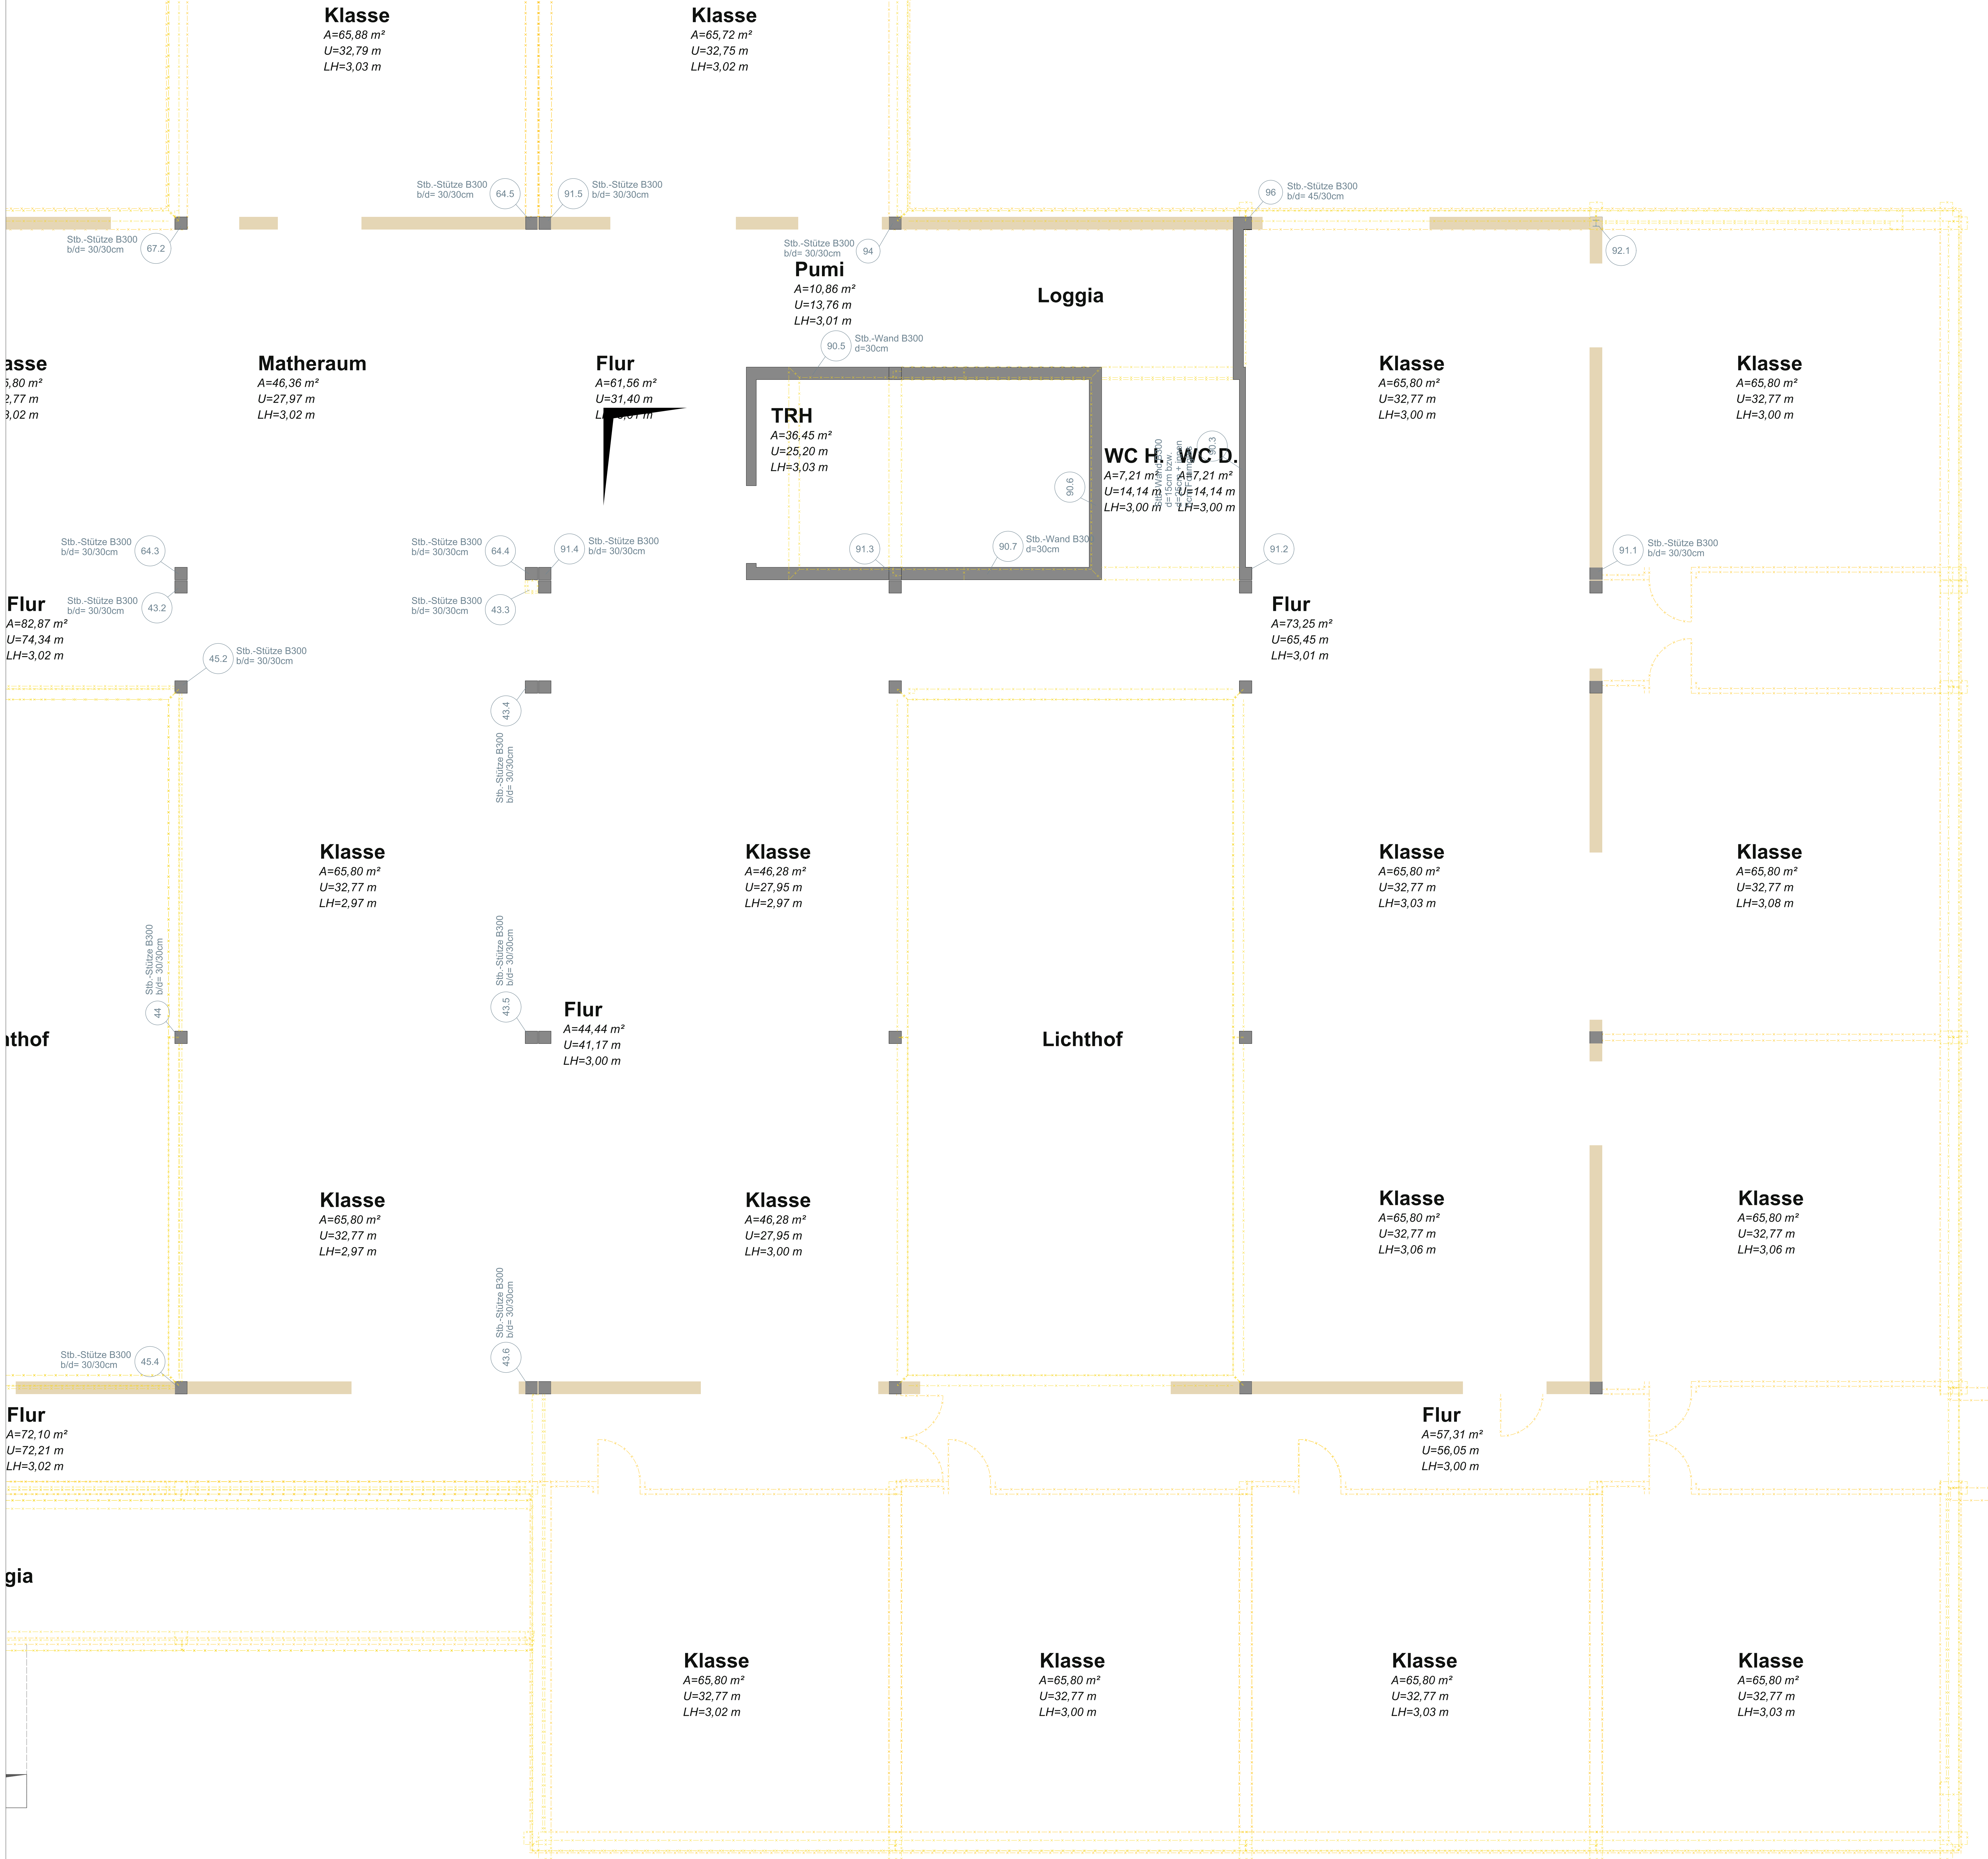 Klasse
A=65,88 m²
U=32,79 m
LH=3,03 m
Klasse
A=65,72 m²
U=32,75 m
LH=3,02 m
Stb.-Stütze B300
b/d= 30/30cm
64.5
91.5
Stb.-Stütze B300
b/d= 30/30cm
96
Stb.-Stütze B300
b/d= 45/30cm
Stb.-Stütze B300
b/d= 30/30cm
67.2
Stb.-Stütze B300
b/d= 30/30cm
94
92.1
Pumi
A=10,86 m²
U=13,76 m
LH=3,01 m
Loggia
90.5
Stb.-Wand B300
d=30cm
asse
5,80 m²
2,77 m
3,02 m
Matheraum
A=46,36 m²
U=27,97 m
LH=3,02 m
Flur
A=61,56 m²
U=31,40 m
LH=3,01 m
TRH
A=36,45 m²
U=25,20 m
LH=3,03 m
Klasse
A=65,80 m²
U=32,77 m
LH=3,00 m
Klasse
A=65,80 m²
U=32,77 m
LH=3,00 m
WC H.
A=7,21 m²
U=14,14 m
LH=3,00 m
WC D.
A=7,21 m²
U=14,14 m
LH=3,00 m
90.3
90.6
d=15cm bzw.
Stb.-Stütze B300
b/d= 30/30cm
64.3
Stb.-Stütze B300
b/d= 30/30cm
64.4
91.4
Stb.-Stütze B300
b/d= 30/30cm
91.3
90.7
Stb.-Wand B300
d=30cm
91.2
91.1
Stb.-Stütze B300
b/d= 30/30cm
Flur
A=82,87 m²
U=74,34 m
LH=3,02 m
Stb.-Stütze B300
b/d= 30/30cm
43.2
Stb.-Stütze B300
b/d= 30/30cm
43.3
Flur
A=73,25 m²
U=65,45 m
LH=3,01 m
45.2
Stb.-Stütze B300
b/d= 30/30cm
43.4
Stb.-Stütze B300
b/d= 30/30cm
Klasse
A=65,80 m²
U=32,77 m
LH=2,97 m
Klasse
A=46,28 m²
U=27,95 m
LH=2,97 m
Klasse
A=65,80 m²
U=32,77 m
LH=3,03 m
Klasse
A=65,80 m²
U=32,77 m
LH=3,08 m
Stb.-Stütze B300
b/d= 30/30cm
44
Stb.-Stütze B300
b/d= 30/30cm
43.5
Flur
A=44,44 m²
U=41,17 m
LH=3,00 m
hthof
Lichthof
Klasse
A=65,80 m²
U=32,77 m
LH=2,97 m
Klasse
A=46,28 m²
U=27,95 m
LH=3,00 m
Klasse
A=65,80 m²
U=32,77 m
LH=3,06 m
Klasse
A=65,80 m²
U=32,77 m
LH=3,06 m
Stb.-Stütze B300
b/d= 30/30cm
43.6
Stb.-Stütze B300
b/d= 30/30cm
45.4
Flur
A=72,10 m²
U=72,21 m
LH=3,02 m
Flur
A=57,31 m²
U=56,05 m
LH=3,00 m
gia
Klasse
A=65,80 m²
U=32,77 m
LH=3,02 m
Klasse
A=65,80 m²
U=32,77 m
LH=3,00 m
Klasse
A=65,80 m²
U=32,77 m
LH=3,03 m
Klasse
A=65,80 m²
U=32,77 m
LH=3,03 m